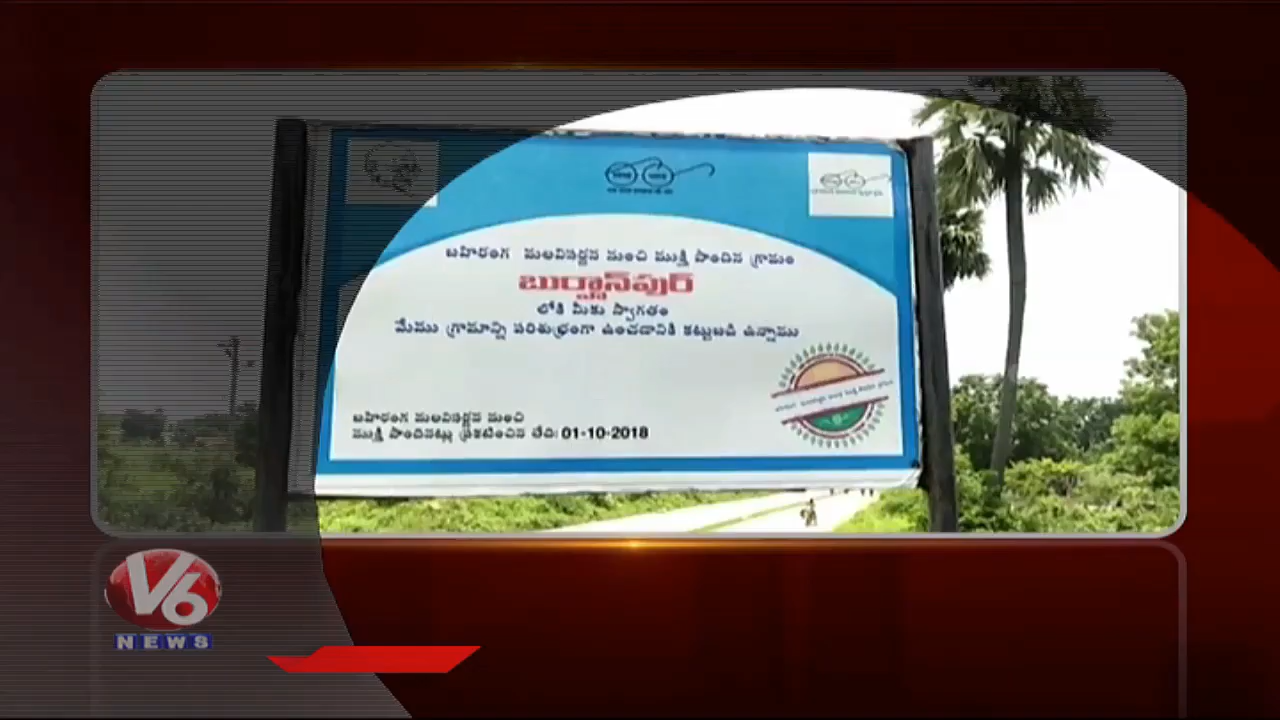 బహిరంగ మలవిసర్జన నుంచి ముక్తి పొందిన గ్రామం
బుర్హాన్‌పుర్
లోకి మీకు స్వాగతం
మేము గ్రామాన్ని పరిశుభ్రంగా ఉంచడానికి కట్టుబడి ఉన్నాము
బహిరంగ మలవిసర్జన నుంచి
ముక్తి పొందినట్లు ప్రకటించిన తేది: 01-10-2018
V6
NEWS